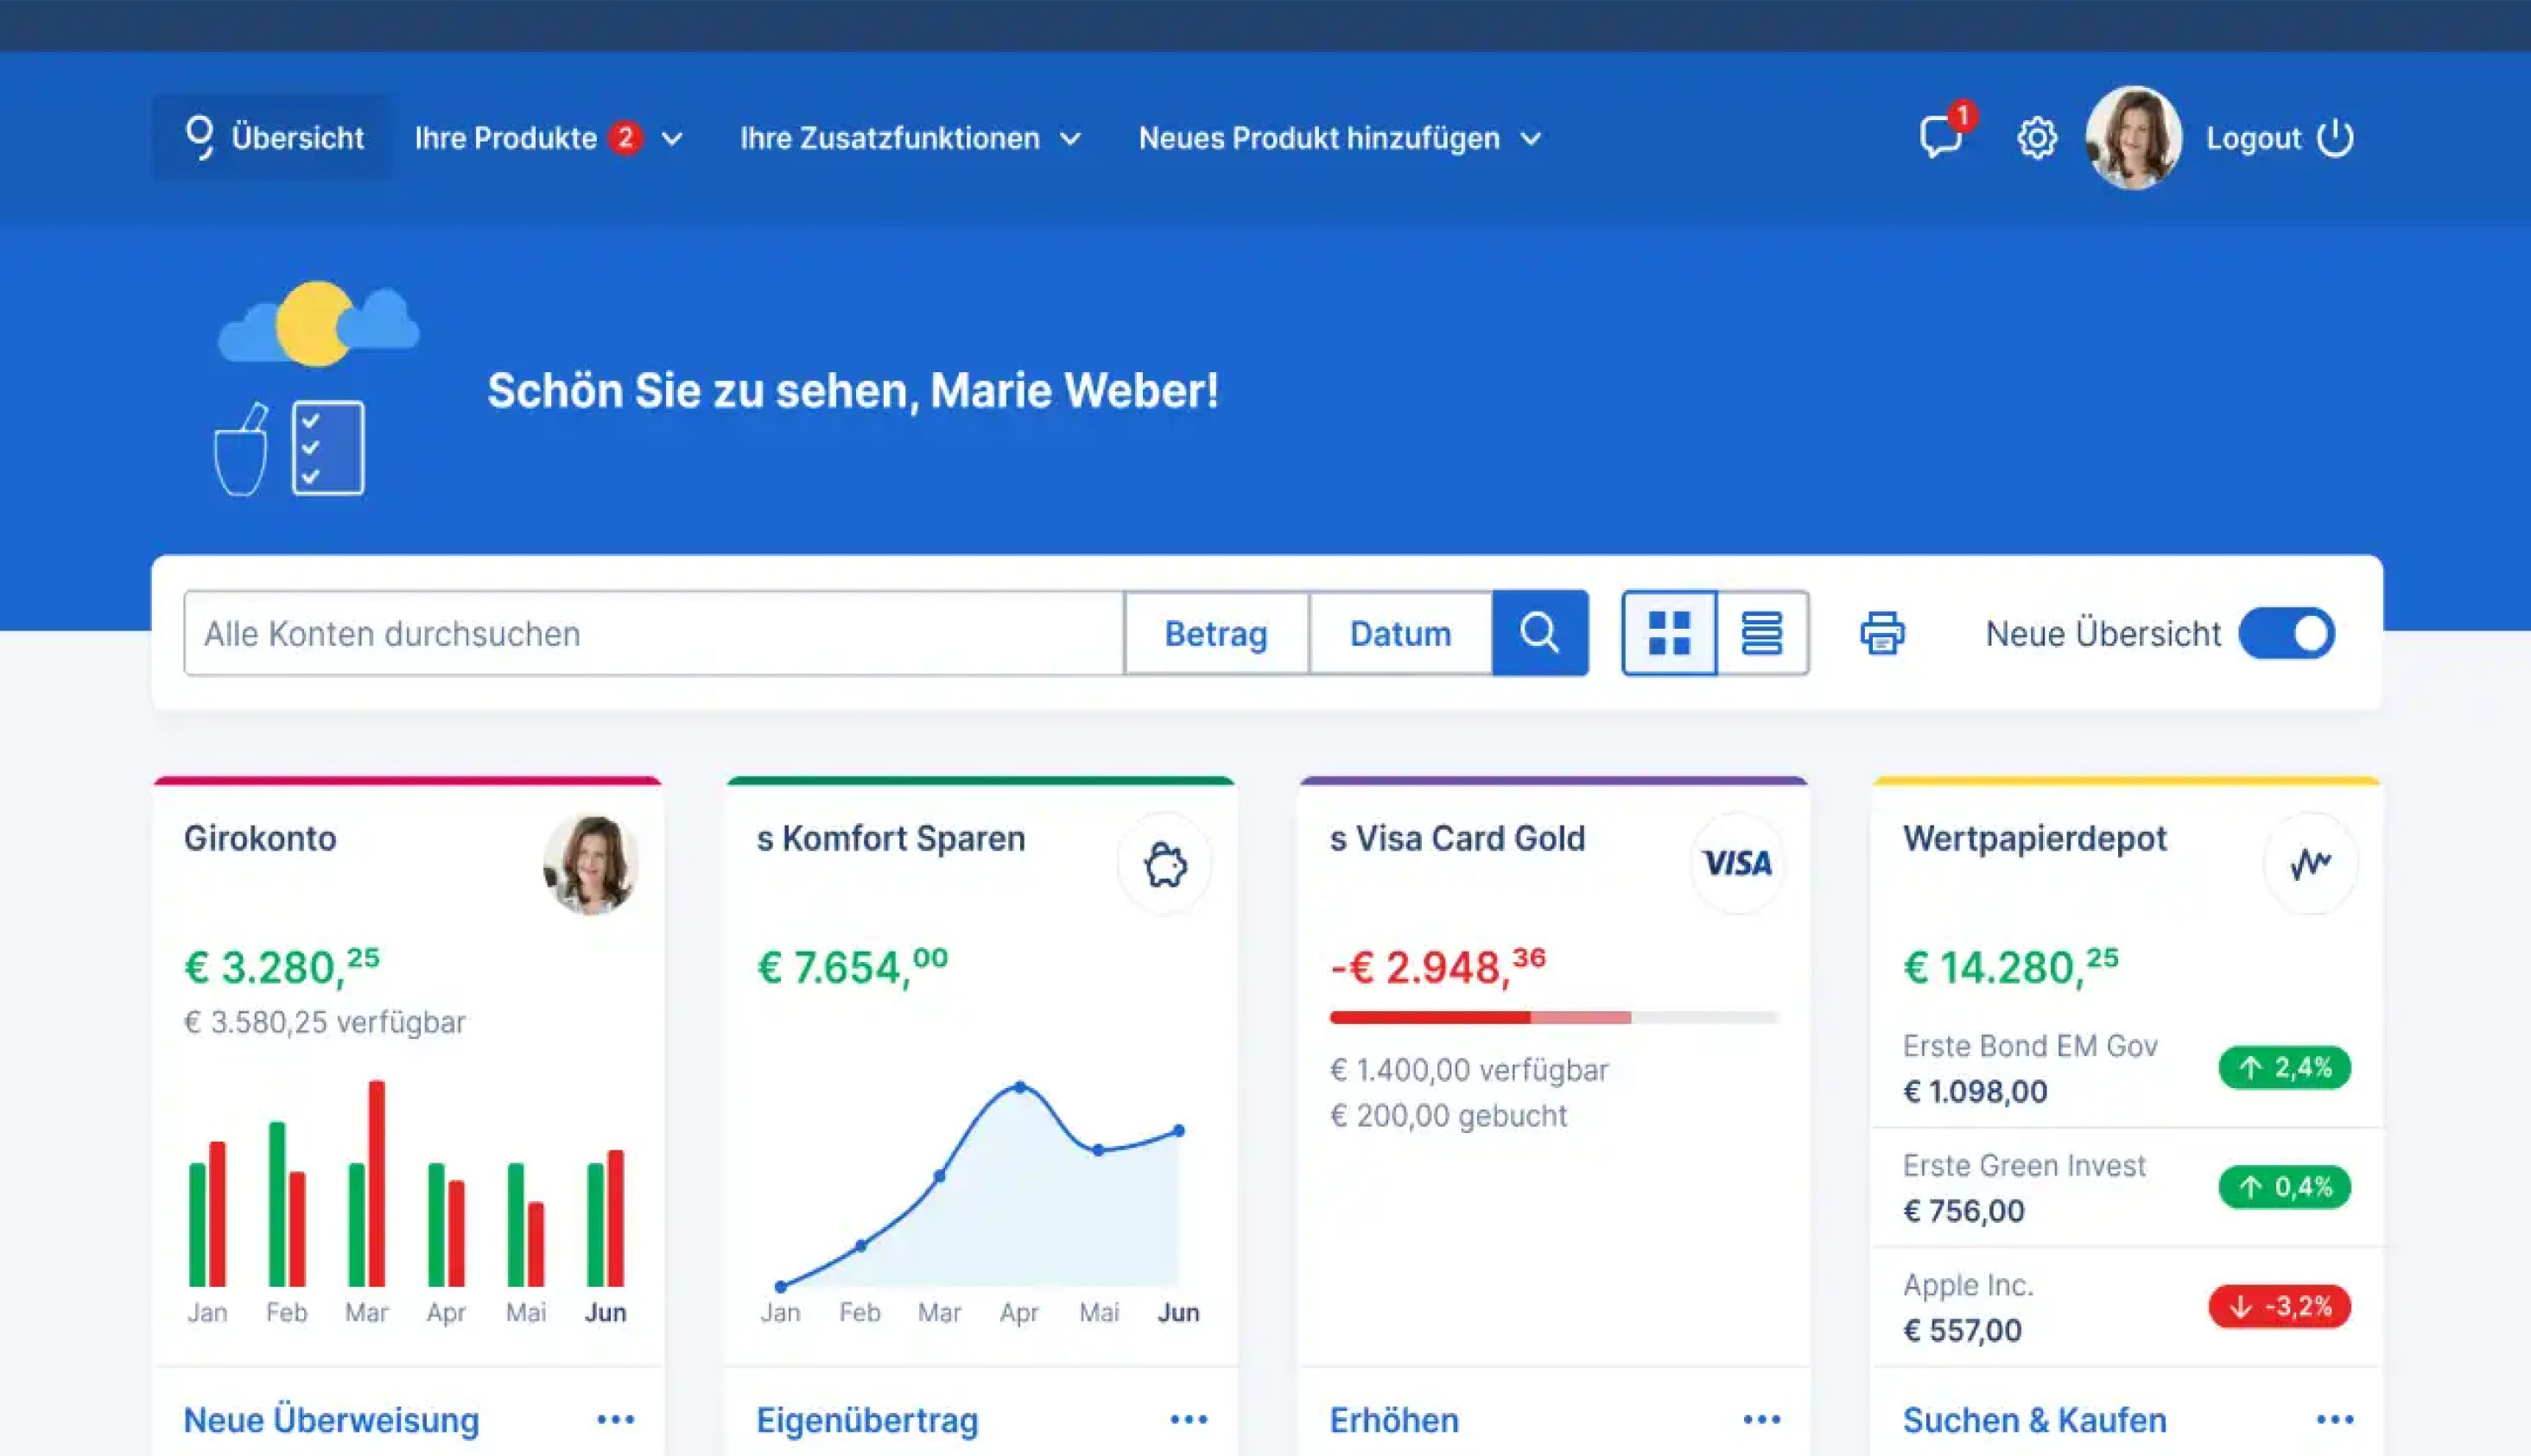 Übersicht
Ihre Produkte 2
Ihre Zusatzfunktionen
Neues Produkt hinzufügen
1
Logout
Schön Sie zu sehen, Marie Weber!
Alle Konten durchsuchen
Betrag
Datum
Neue Übersicht
Girokonto
€ 3.280,25
€ 3.580,25 verfügbar
Jan Feb Mar Apr Mai Jun
Neue Überweisung
s Komfort Sparen
€ 7.654,00
Jan Feb Mar Apr Mai Jun
Eigenübertrag
s Visa Card Gold
VISA
-€ 2.948,36
€ 1.400,00 verfügbar
€ 200,00 gebucht
Erhöhen
Wertpapierdepot
€ 14.280,25
Erste Bond EM Gov
€ 1.098,00
2,4%
Erste Green Invest
€ 756,00
0,4%
Apple Inc.
€ 557,00
-3,2%
Suchen & Kaufen